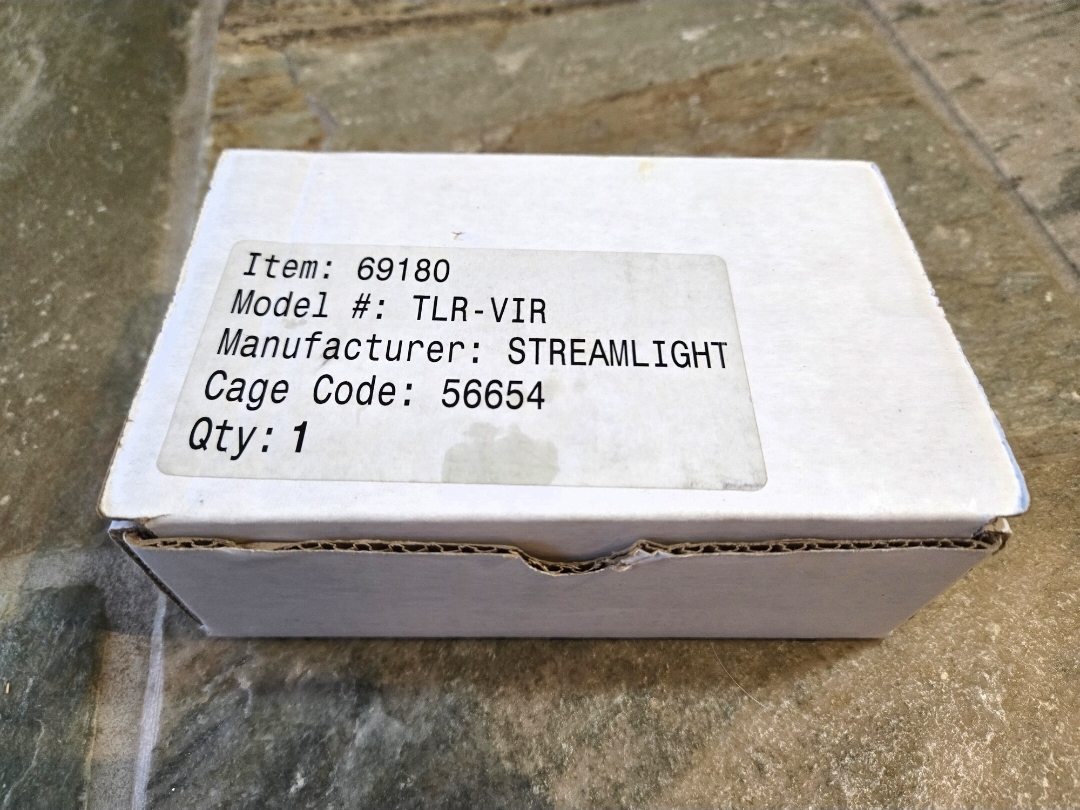 Item: 69180
Model #: TLR-VIR
Manufacturer: STREAMLIGHT
Cage Code: 56654
Qty: 1